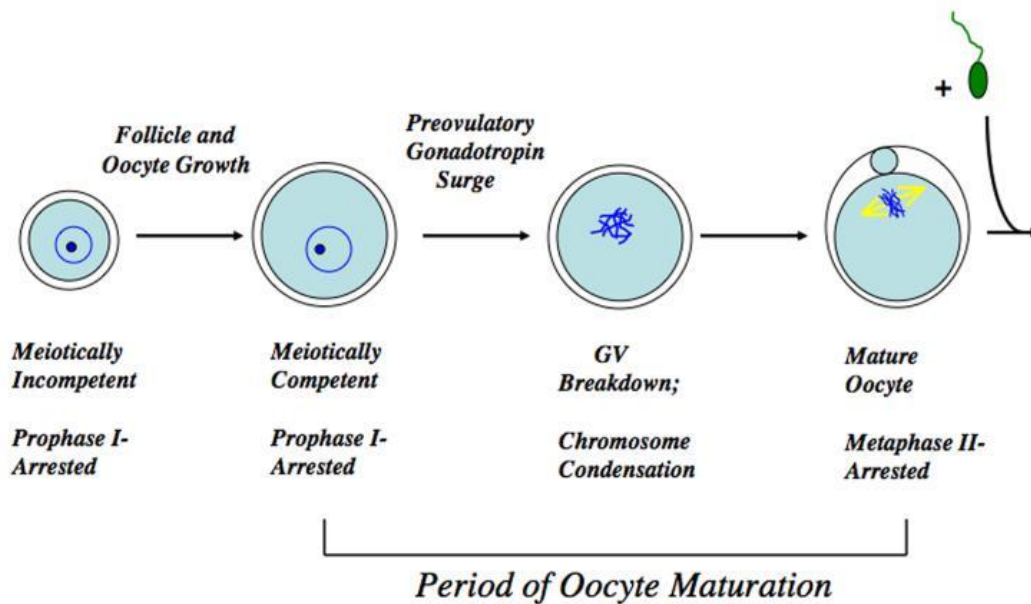 +
Follicle and
Oocyte Growth
Preovulatory
Gonadotropin
Surge
Meiotically
Incompetent
Prophase I-
Arrested
Meiotically
Competent
Prophase I-
Arrested
GV
Breakdown;
Chromosome
Condensation
Mature
Oocyte
Metaphase II-
Arrested
Period of Oocyte Maturation